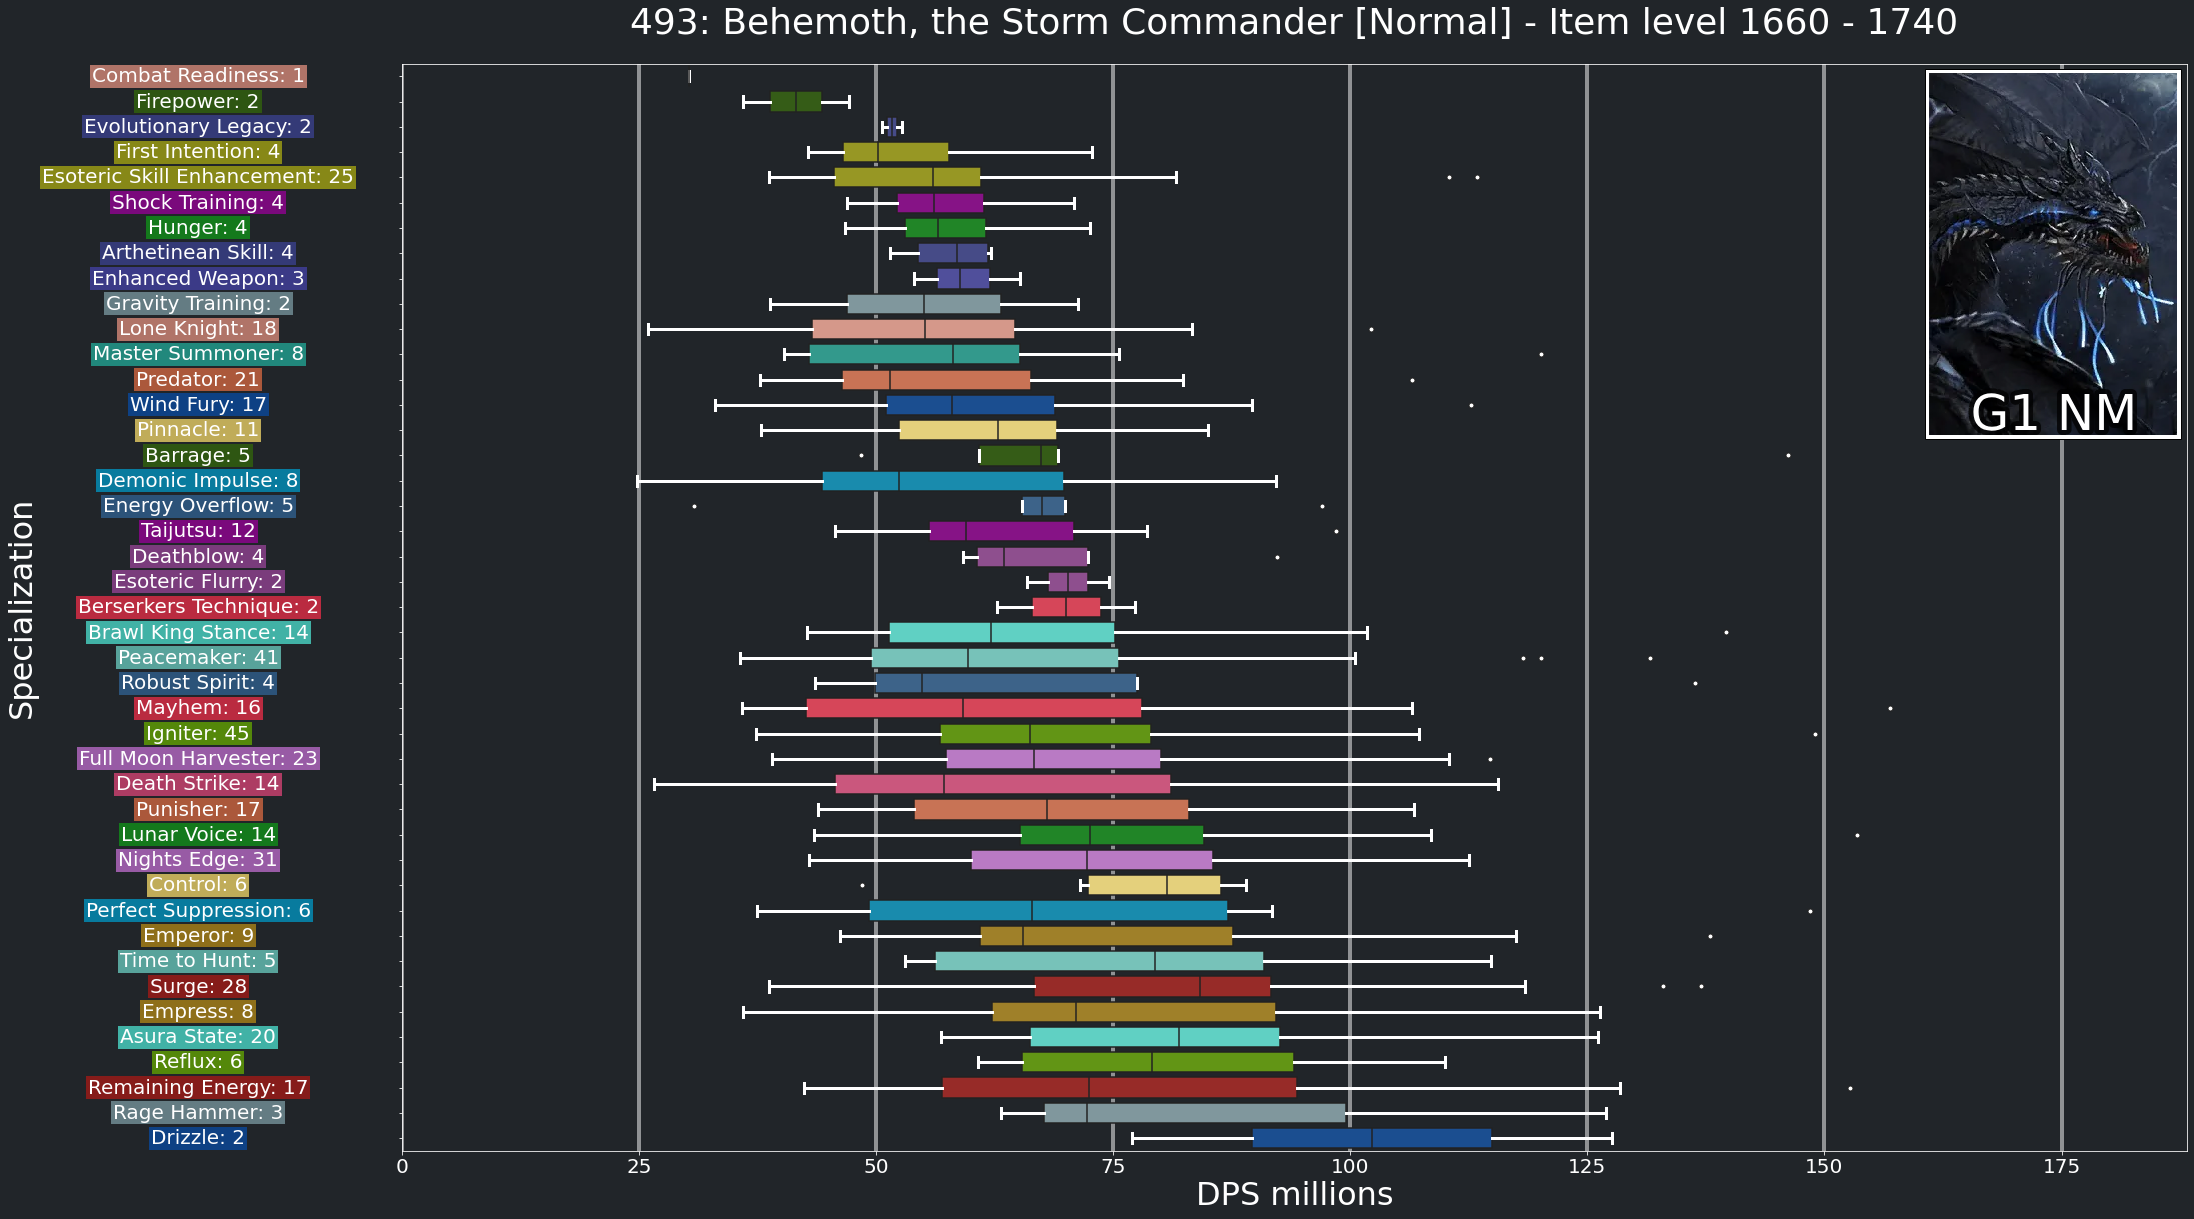 493: Behemoth, the Storm Commander [Normal] - Item level 1660 - 1740
Specialization
Combat Readiness: 1
Firepower: 2
Evolutionary Legacy: 2
First Intention: 4
Esoteric Skill Enhancement: 25
Shock Training: 4
Hunger: 4
Arthetinean Skill: 4
Enhanced Weapon: 3
Gravity Training: 2
Lone Knight: 18
Master Summoner: 8
Predator: 21
Wind Fury: 17
Pinnacle: 11
Barrage: 5
Demonic Impulse: 8
Energy Overflow: 5
Taijutsu: 12
Deathblow: 4
Esoteric Flurry: 2
Berserkers Technique: 2
Brawl King Stance: 14
Peacemaker: 41
Robust Spirit: 4
Mayhem: 16
Igniter: 45
Full Moon Harvester: 23
Death Strike: 14
Punisher: 17
Lunar Voice: 14
Nights Edge: 31
Control: 6
Perfect Suppression: 6
Emperor: 9
Time to Hunt: 5
Surge: 28
Empress: 8
Asura State: 20
Reflux: 6
Remaining Energy: 17
Rage Hammer: 3
Drizzle: 2
G1 NM
0 25 50 75 100 125 150 175
DPS millions